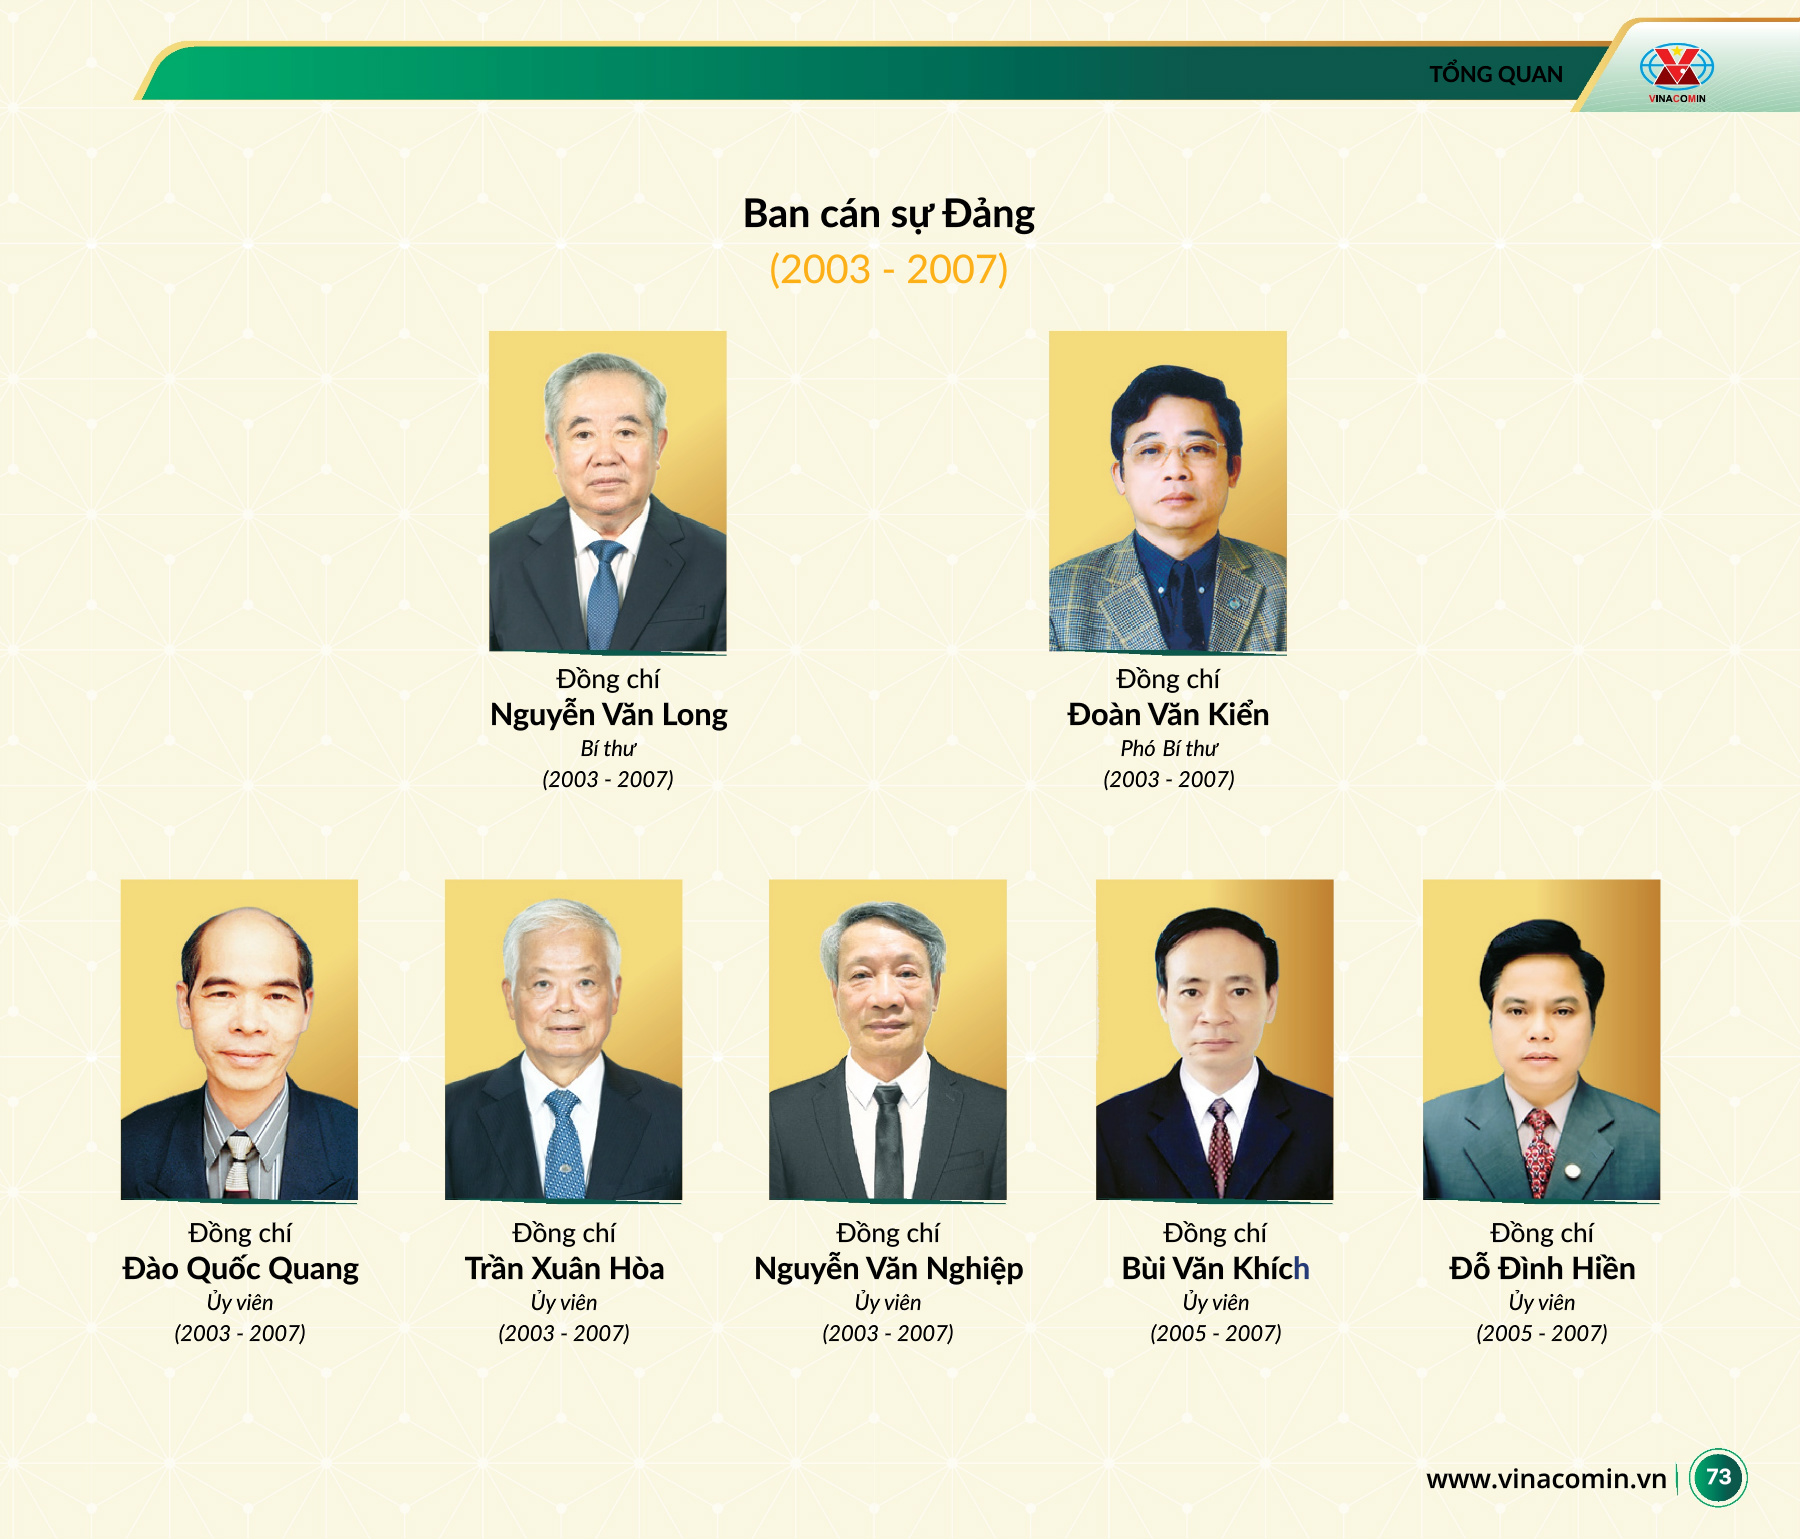 TỔNG QUAN
VINACOMIN
Ban cán sự Đảng
(2003 - 2007)
Đồng chí
Nguyễn Văn Long
Bí thư
(2003 - 2007)
Đồng chí
Đoàn Văn Kiển
Phó Bí thư
(2003 - 2007)
Đồng chí
Đào Quốc Quang
Ủy viên
(2003 - 2007)
Đồng chí
Trần Xuân Hòa
Ủy viên
(2003 - 2007)
Đồng chí
Nguyễn Văn Nghiệp
Ủy viên
(2003 - 2007)
Đồng chí
Bùi Văn Khích
Ủy viên
(2005 - 2007)
Đồng chí
Đỗ Đình Hiền
Ủy viên
(2005 - 2007)
www.vinacomin.vn
73